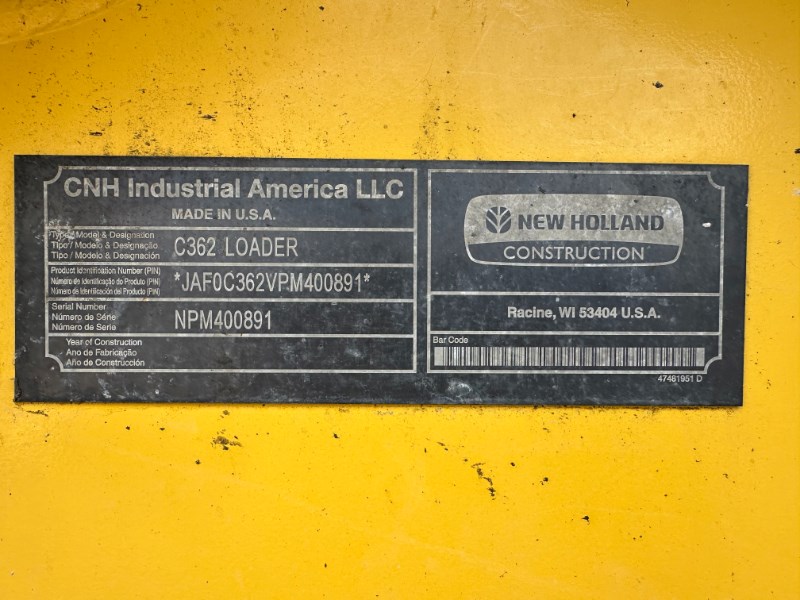 CNH Industrial America LLC
MADE IN U.S.A.
Type / Model & Designation
Tipo / Modelo & Designação
Tipo / Modelo & Designación
C362 LOADER
Product Identification Number (PIN)
Número de Identificação do Produto (PIN)
Número de Identificación del Producto (PIN)
*JAF0C362VPM400891*
Serial Number
Número de Série
Número de Serie
NPM400891
Year of Construction
Ano de Fabricação
Año de Construcción
NEW HOLLAND
CONSTRUCTION
Racine, WI 53404 U.S.A.
Bar Code
47481951 D